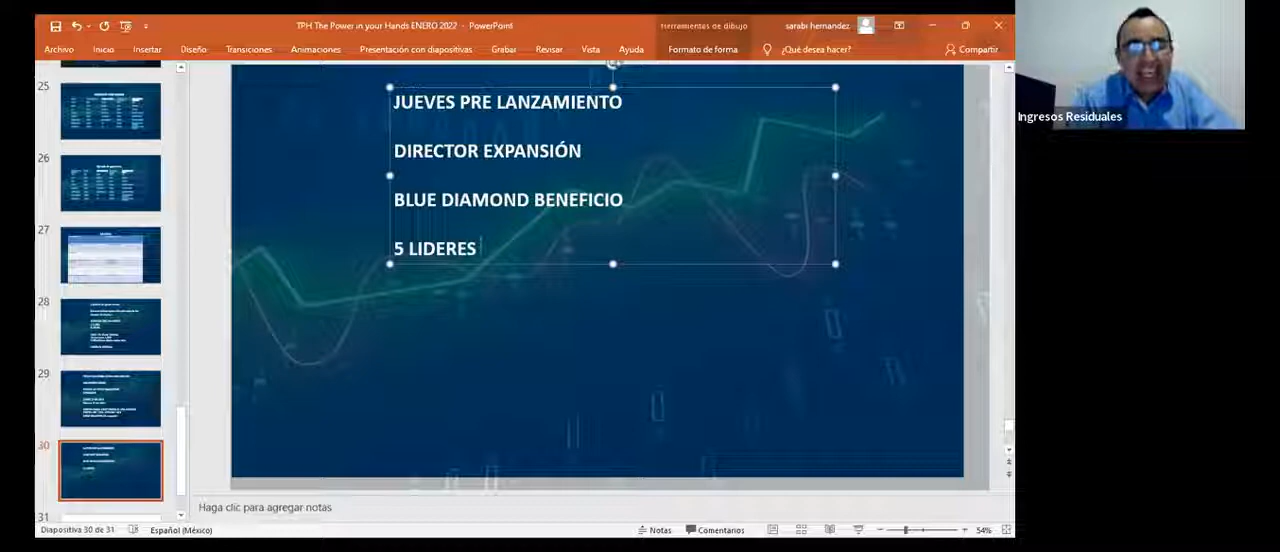 TPH The Power in your Hands ENERO 2022 - PowerPoint
Herramientas de dibujo
sarabi hernandez
Archivo Inicio Insertar Diseño Transiciones Animaciones Presentación con diapositivas Grabar Revisar Vista Ayuda Formato de forma ¿Qué desea hacer? Compartir
25
26
27
28
29
30
31
JUEVES PRE LANZAMIENTO
DIRECTOR EXPANSIÓN
BLUE DIAMOND BENEFICIO
5 LIDERES
Ingresos Residuales
Haga clic para agregar notas
Diapositiva 30 de 31 Español (México) Notas Comentarios 54%